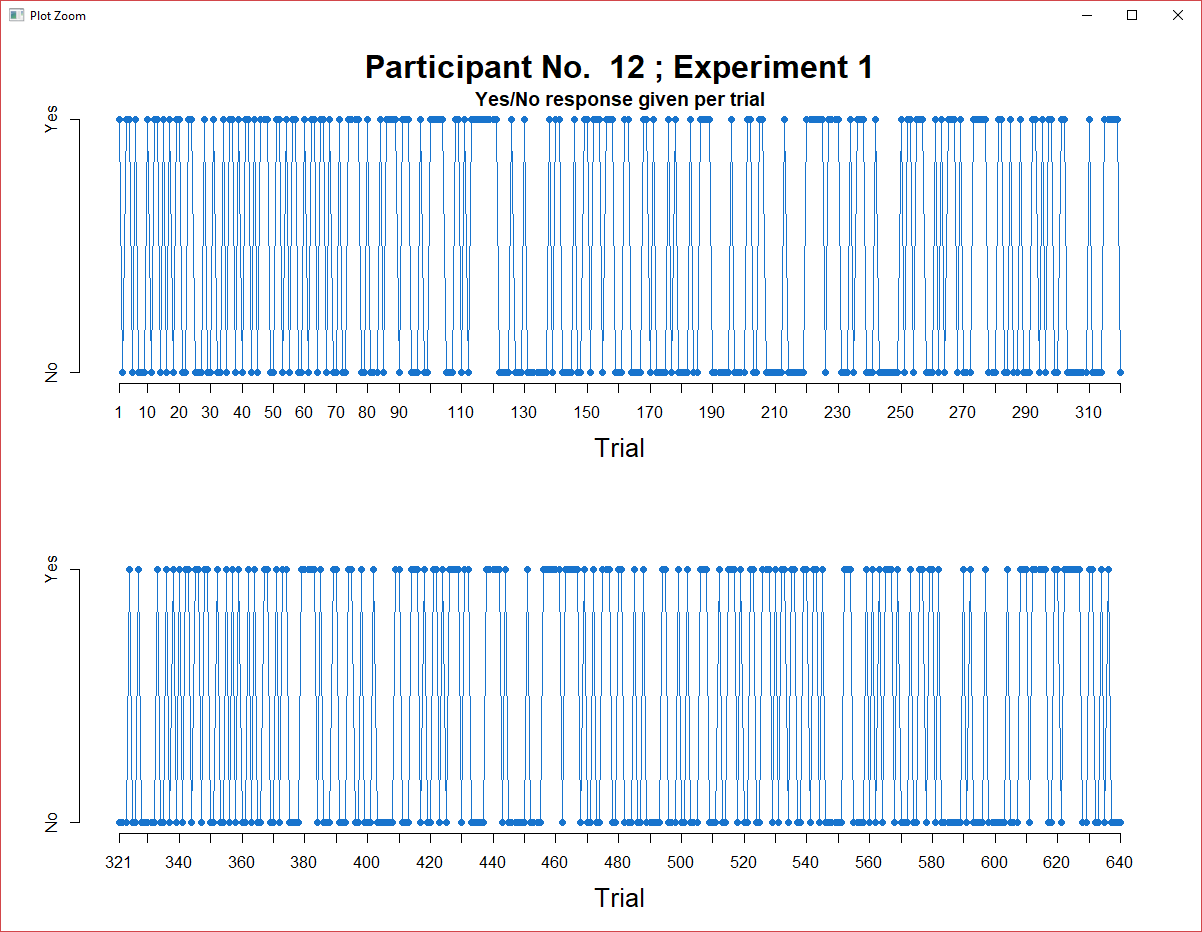 Plot Zoom
Participant No. 12 ; Experiment 1
Yes/No response given per trial
Yes
No
1 10 20 30 40 50 60 70 80 90 110 130 150 170 190 210 230 250 270 290 310
Trial
Yes
No
321 340 360 380 400 420 440 460 480 500 520 540 560 580 600 620 640
Trial